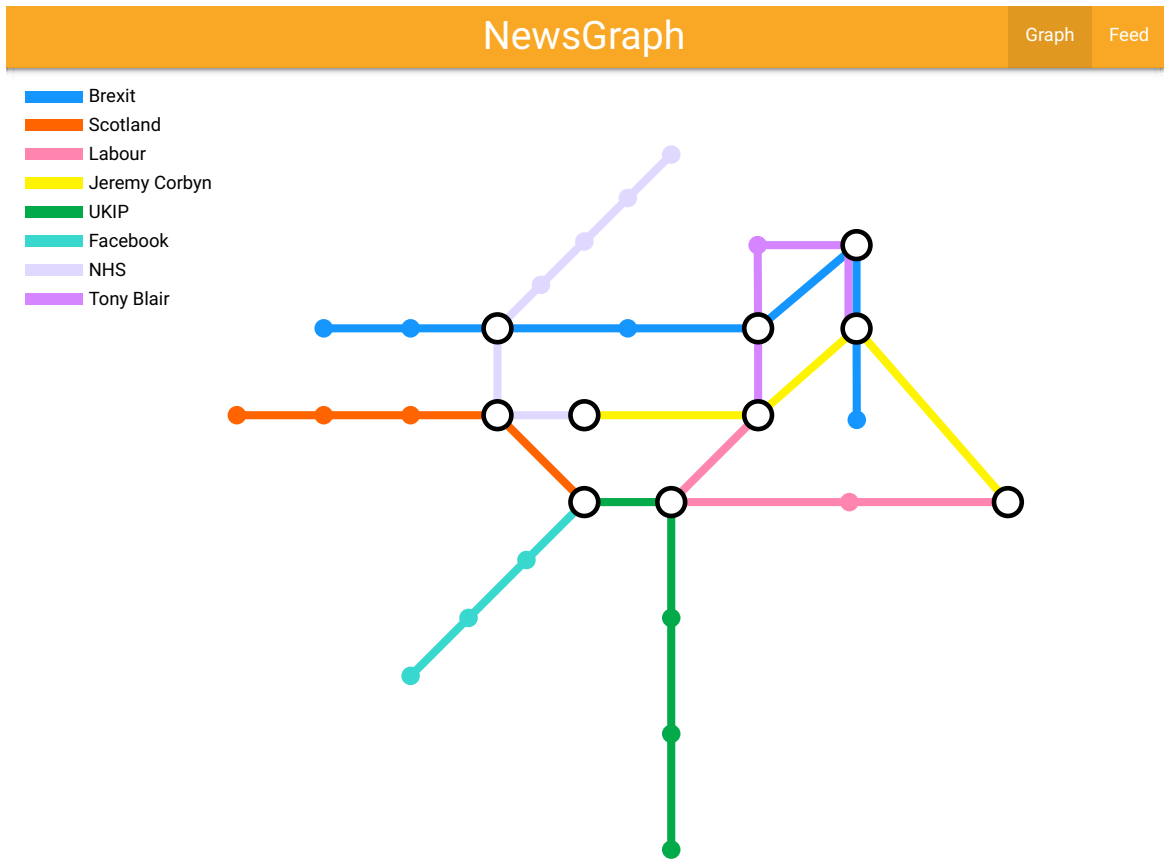 NewsGraph
Graph
Feed
Brexit
Scotland
Labour
Jeremy Corbyn
UKIP
Facebook
NHS
Tony Blair